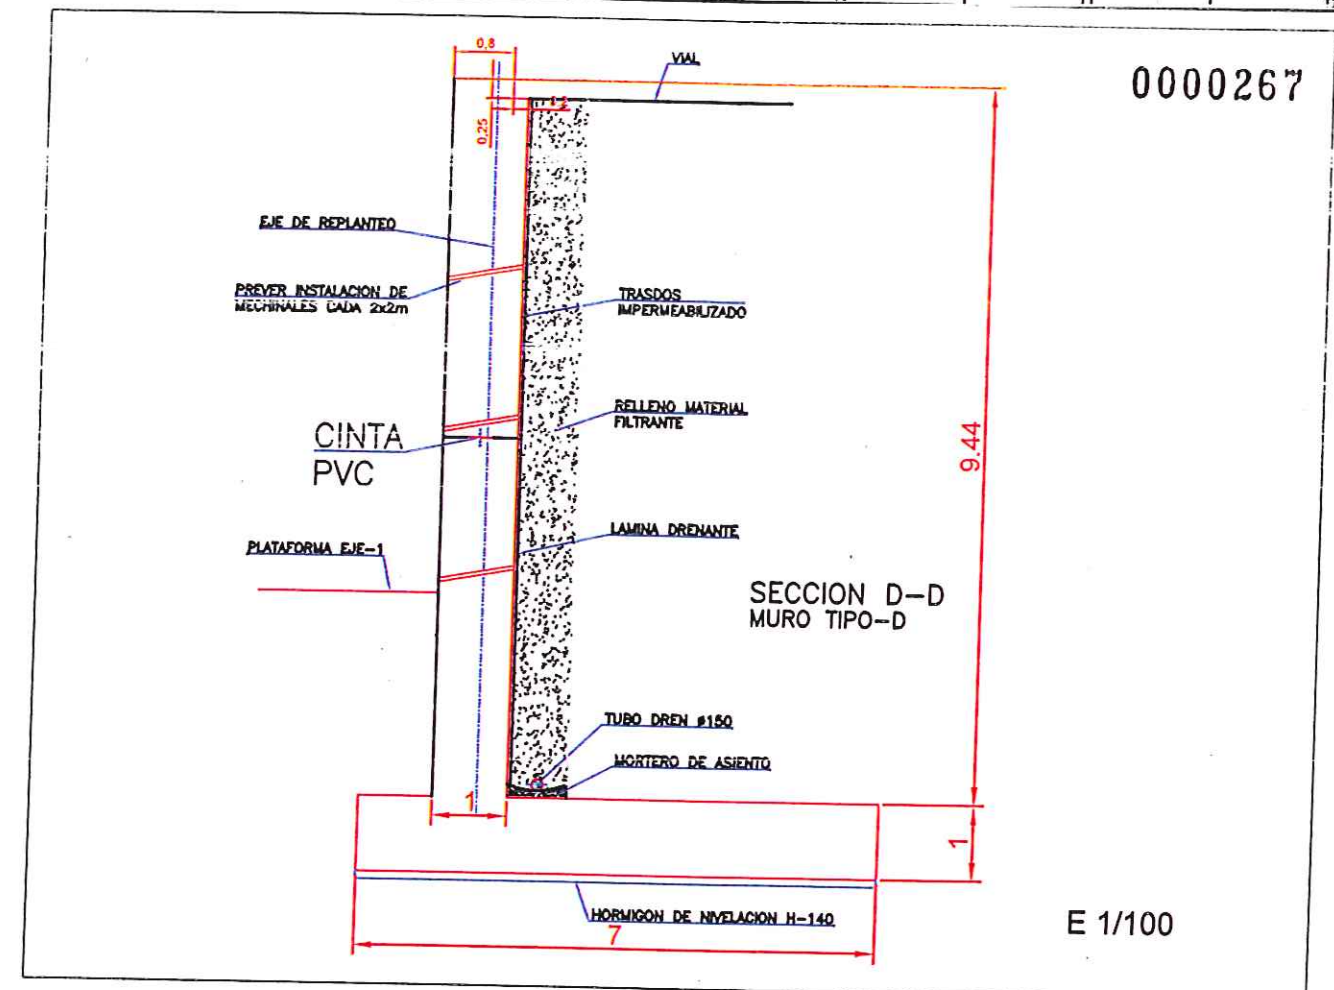 0000267
0,8
VIAL
0,25
EJE DE REPLANTEO
PREVER INSTALACION DE
MECHINALES CADA 2x2m
TRASDOS
IMPERMEABILIZADO
RELLENO MATERIAL
FILTRANTE
CINTA
PVC
9.44
LAMINA DRENANTE
PLATAFORMA EJE-1
SECCION D-D
MURO TIPO-D
TUBO DREN ø150
MORTERO DE ASIENTO
1
1
HORMIGON DE NIVELACION H-140
7
E 1/100